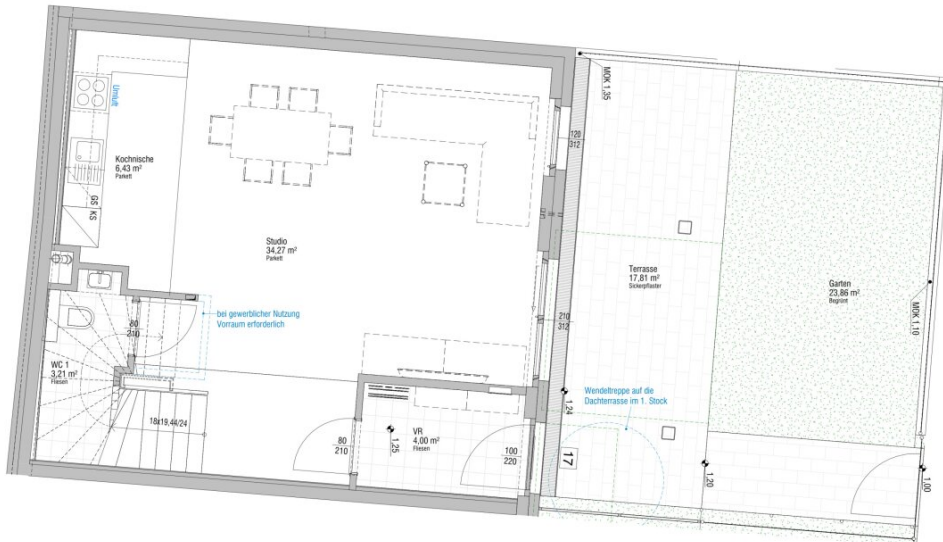 Umluft
Kochnische
6,43 m²
Parkett
GS
KS
Studio
34,27 m²
Parkett
bei gewerblicher Nutzung
Vorraum erforderlich
80
210
WC 1
3,21 m²
Fliesen
18x19,44/24
80
210
VR
4,00 m²
Fliesen
1,25
100
220
120
312
210
312
MOK 1,35
Terrasse
17,81 m²
Sickerpflaster
Garten
23,86 m²
Begrünt
MOK 1,10
Wendeltreppe auf die
Dachterrasse im 1. Stock
1,24
17
1,20
1,00